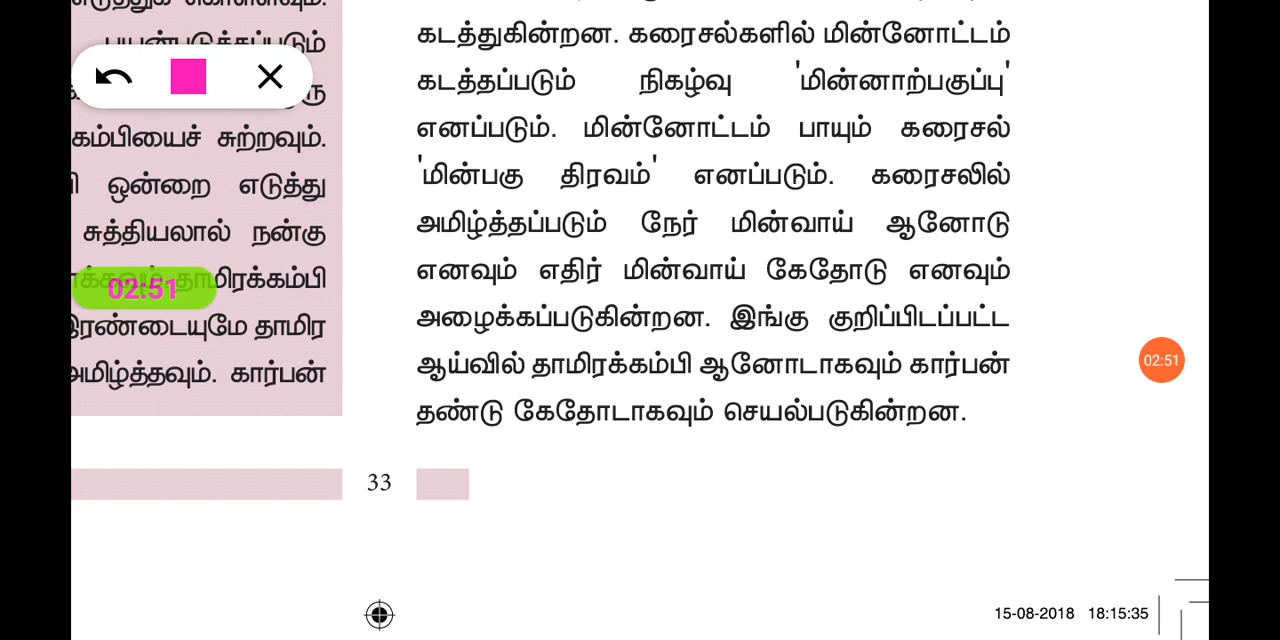 பயன்படுத்தப்படும்
கம்பியைச் சுற்றவும்.
ஒன்றை எடுத்து
சுத்தியலால் நன்கு
தாமிரக்கம்பி
02:51
இரண்டையுமே தாமிர
அமிழ்த்தவும். கார்பன்
கடத்துகின்றன. கரைசல்களில் மின்னோட்டம்
கடத்தப்படும் நிகழ்வு 'மின்னாற்பகுப்பு'
எனப்படும். மின்னோட்டம் பாயும் கரைசல்
'மின்பகு திரவம்' எனப்படும். கரைசலில்
அமிழ்த்தப்படும் நேர் மின்வாய் ஆனோடு
எனவும் எதிர் மின்வாய் கேதோடு எனவும்
அழைக்கப்படுகின்றன. இங்கு குறிப்பிடப்பட்ட
ஆய்வில் தாமிரக்கம்பி ஆனோடாகவும் கார்பன்
தண்டு கேதோடாகவும் செயல்படுகின்றன.
02:51
33
15-08-2018 18:15:35